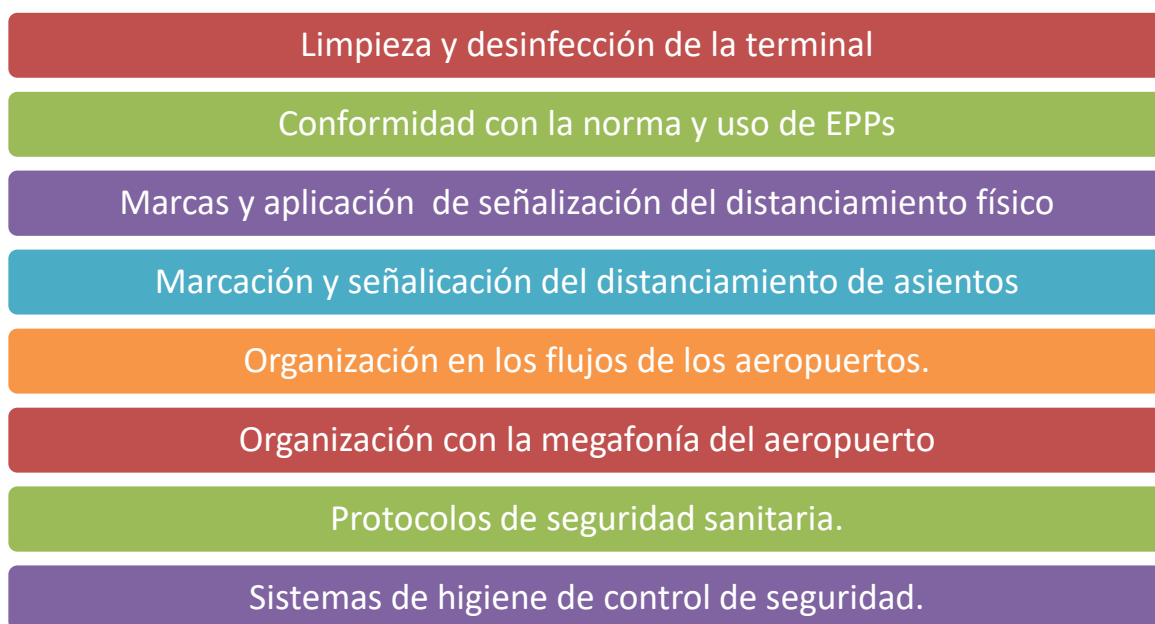 Limpieza y desinfección de la terminal
Conformidad con la norma y uso de EPPs
Marcas y aplicación  de señalización del distanciamiento físico
Marcación y señalicación del distanciamiento de asientos
Organización en los flujos de los aeropuertos.
Organización con la megafonía del aeropuerto
Protocolos de seguridad sanitaria.
Sistemas de higiene de control de seguridad.